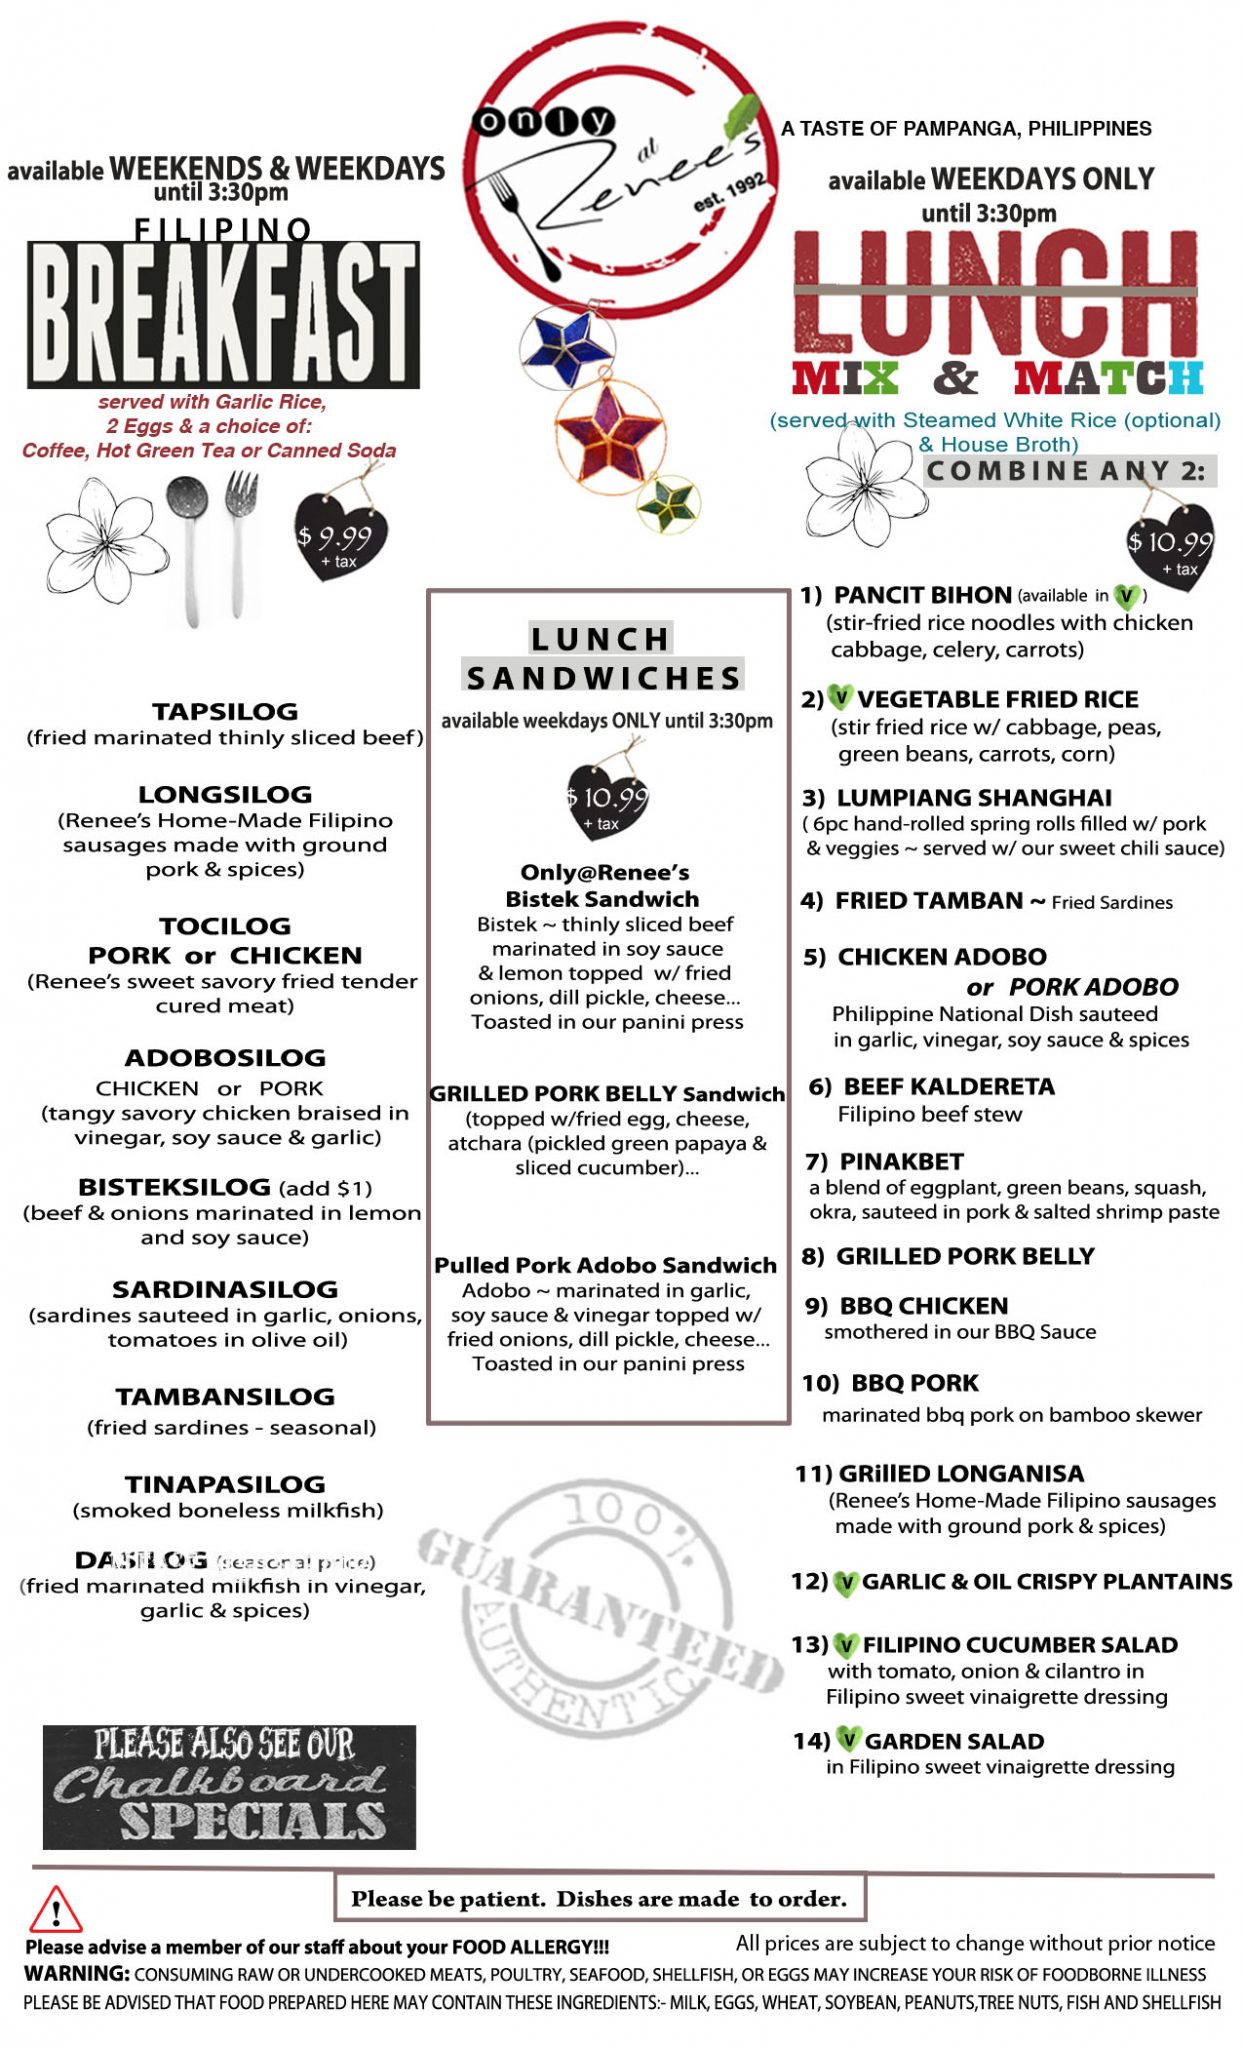 only
at
Renee's
est. 1992
A TASTE OF PAMPANGA, PHILIPPINES
available WEEKENDS & WEEKDAYS
until 3:30pm
FILIPINO
BREAKFAST
served with Garlic Rice,
2 Eggs & a choice of:
Coffee, Hot Green Tea or Canned Soda
$ 9.99
+ tax
TAPSILOG
(fried marinated thinly sliced beef)
LONGSILOG
(Renee's Home-Made Filipino
sausages made with ground
pork & spices)
TOCILOG
PORK or CHICKEN
(Renee's sweet savory fried tender
cured meat)
ADOBOSILOG
CHICKEN or PORK
(tangy savory chicken braised in
vinegar, soy sauce & garlic)
BISTEKSILOG (add $1)
(beef & onions marinated in lemon
and soy sauce)
SARDINASILOG
(sardines sauteed in garlic, onions,
tomatoes in olive oil)
TAMBANSILOG
(fried sardines - seasonal)
TINAPASILOG
(smoked boneless milkfish)
(seasonal price)
(fried marinated milkfish in vinegar,
garlic & spices)
PLEASE ALSO SEE OUR
Chalkboard
SPECIALS
LUNCH
SANDWICHES
available weekdays ONLY until 3:30pm
$ 10.99
+ tax
Only@Renee's
Bistek Sandwich
Bistek ~ thinly sliced beef
marinated in soy sauce
& lemon topped w/ fried
onions, dill pickle, cheese...
Toasted in our panini press
GRILLED PORK BELLY Sandwich
(topped w/fried egg, cheese,
atchara (pickled green papaya &
sliced cucumber)...
Pulled Pork Adobo Sandwich
Adobo ~ marinated in garlic,
soy sauce & vinegar topped w/
fried onions, dill pickle, cheese...
Toasted in our panini press
100%
GUARANTEED
AUTHENTIC
available WEEKDAYS ONLY
until 3:30pm
LUNCH
MIX & MATCH
(served with Steamed White Rice (optional)
& House Broth)
COMBINE ANY 2:
$ 10.99
+ tax
1) PANCIT BIHON (available in V )
(stir-fried rice noodles with chicken
cabbage, celery, carrots)
2) V VEGETABLE FRIED RICE
(stir fried rice w/ cabbage, peas,
green beans, carrots, corn)
3) LUMPIANG SHANGHAI
( 6pc hand-rolled spring rolls filled w/ pork
& veggies ~ served w/ our sweet chili sauce)
4) FRIED TAMBAN ~ Fried Sardines
5) CHICKEN ADOBO
or PORK ADOBO
Philippine National Dish sauteed
in garlic, vinegar, soy sauce & spices
6) BEEF KALDERETA
Filipino beef stew
7) PINAKBET
a blend of eggplant, green beans, squash,
okra, sauteed in pork & salted shrimp paste
8) GRILLED PORK BELLY
9) BBQ CHICKEN
smothered in our BBQ Sauce
10) BBQ PORK
marinated bbq pork on bamboo skewer
11) GRillED LONGANISA
(Renee's Home-Made Filipino sausages
made with ground pork & spices)
12) V GARLIC & OIL CRISPY PLANTAINS
13) V FILIPINO CUCUMBER SALAD
with tomato, onion & cilantro in
Filipino sweet vinaigrette dressing
14) V GARDEN SALAD
in Filipino sweet vinaigrette dressing
Please be patient. Dishes are made to order.
!
Please advise a member of our staff about your FOOD ALLERGY!!!
All prices are subject to change without prior notice
WARNING: CONSUMING RAW OR UNDERCOOKED MEATS, POULTRY, SEAFOOD, SHELLFISH, OR EGGS MAY INCREASE YOUR RISK OF FOODBORNE ILLNESS
PLEASE BE ADVISED THAT FOOD PREPARED HERE MAY CONTAIN THESE INGREDIENTS:- MILK, EGGS, WHEAT, SOYBEAN, PEANUTS,TREE NUTS, FISH AND SHELLFISH